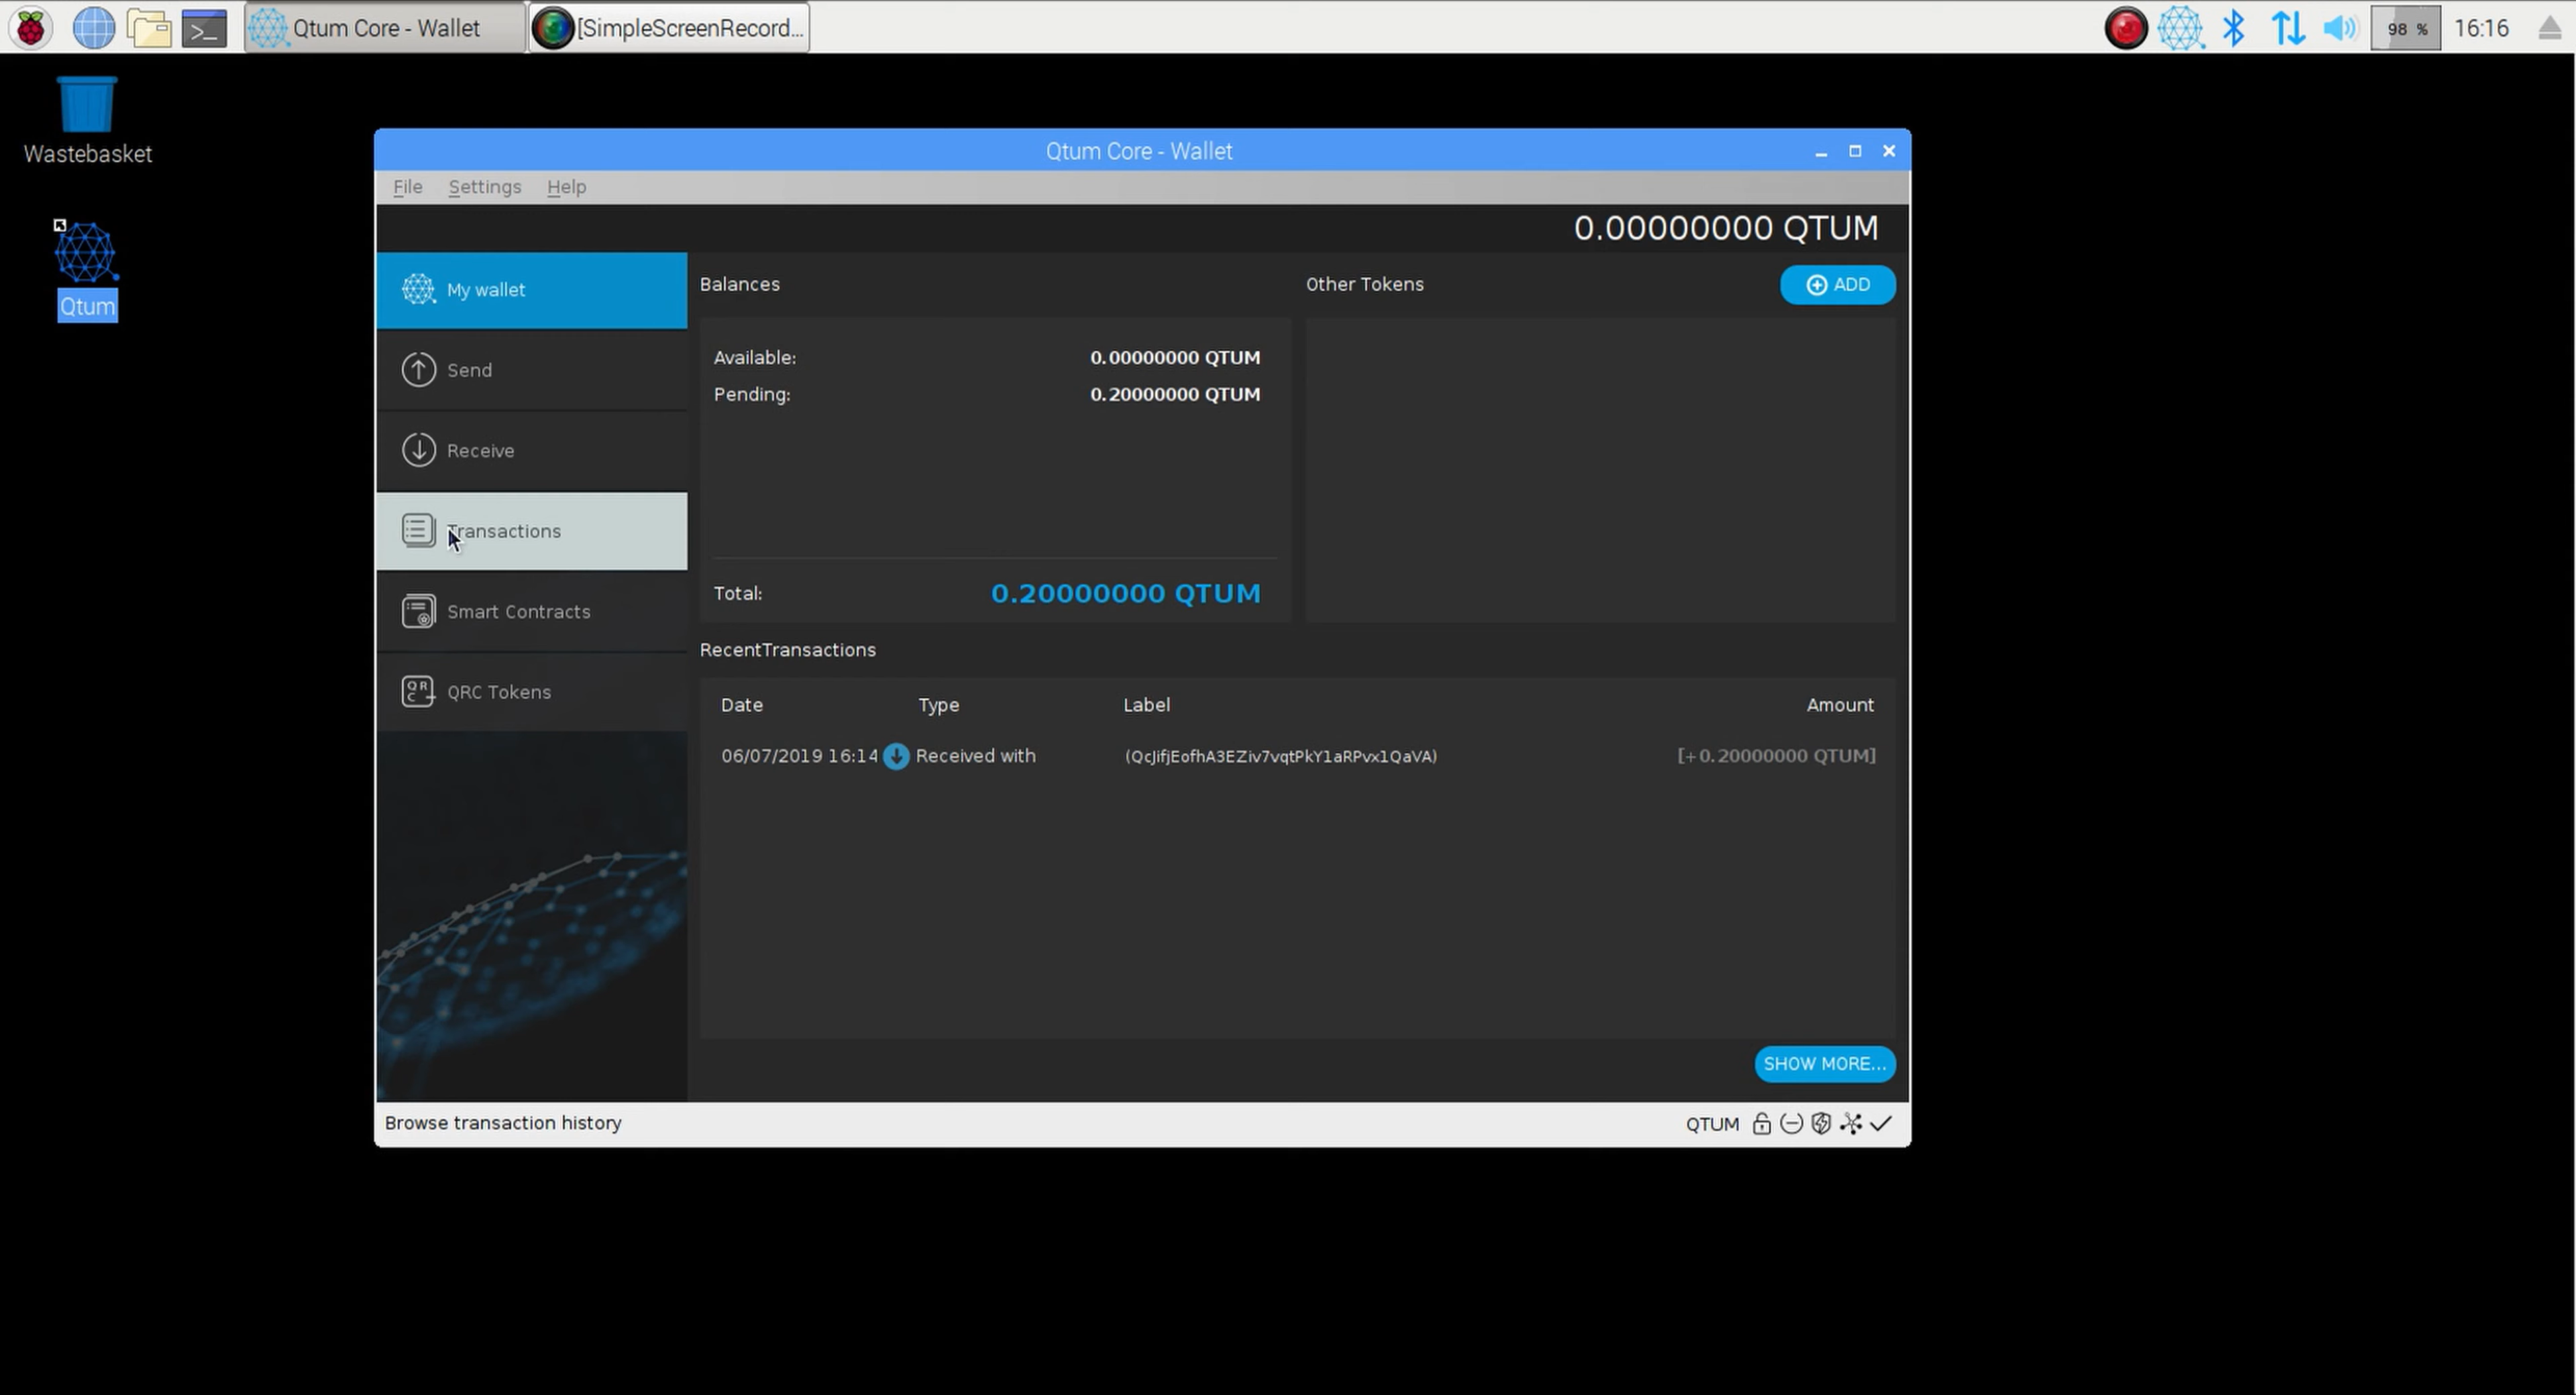 Qtum Core - Wallet
[SimpleScreenRecord...
98 %
16:16
Wastebasket
Qtum
Qtum Core - Wallet
File Settings Help
0.00000000 QTUM
My wallet
Send
Receive
Transactions
Smart Contracts
QRC Tokens
Balances
Available: 0.00000000 QTUM
Pending: 0.20000000 QTUM
Total: 0.20000000 QTUM
Other Tokens
ADD
RecentTransactions
Date Type Label Amount
06/07/2019 16:14 Received with (QcJifjEofhA3EZiv7vqtPkY1aRPvx1QaVA) [+0.20000000 QTUM]
SHOW MORE...
Browse transaction history
QTUM